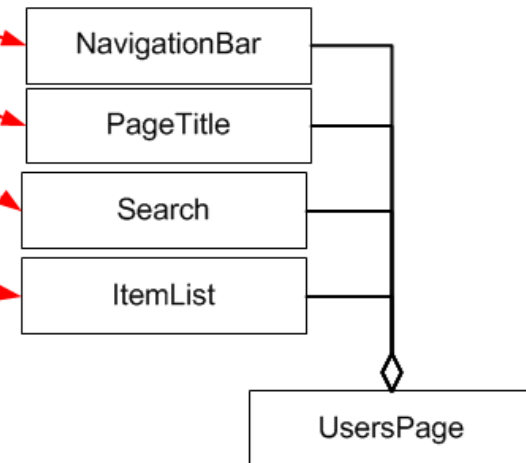 NavigationBar
PageTitle
Search
ItemList
UsersPage